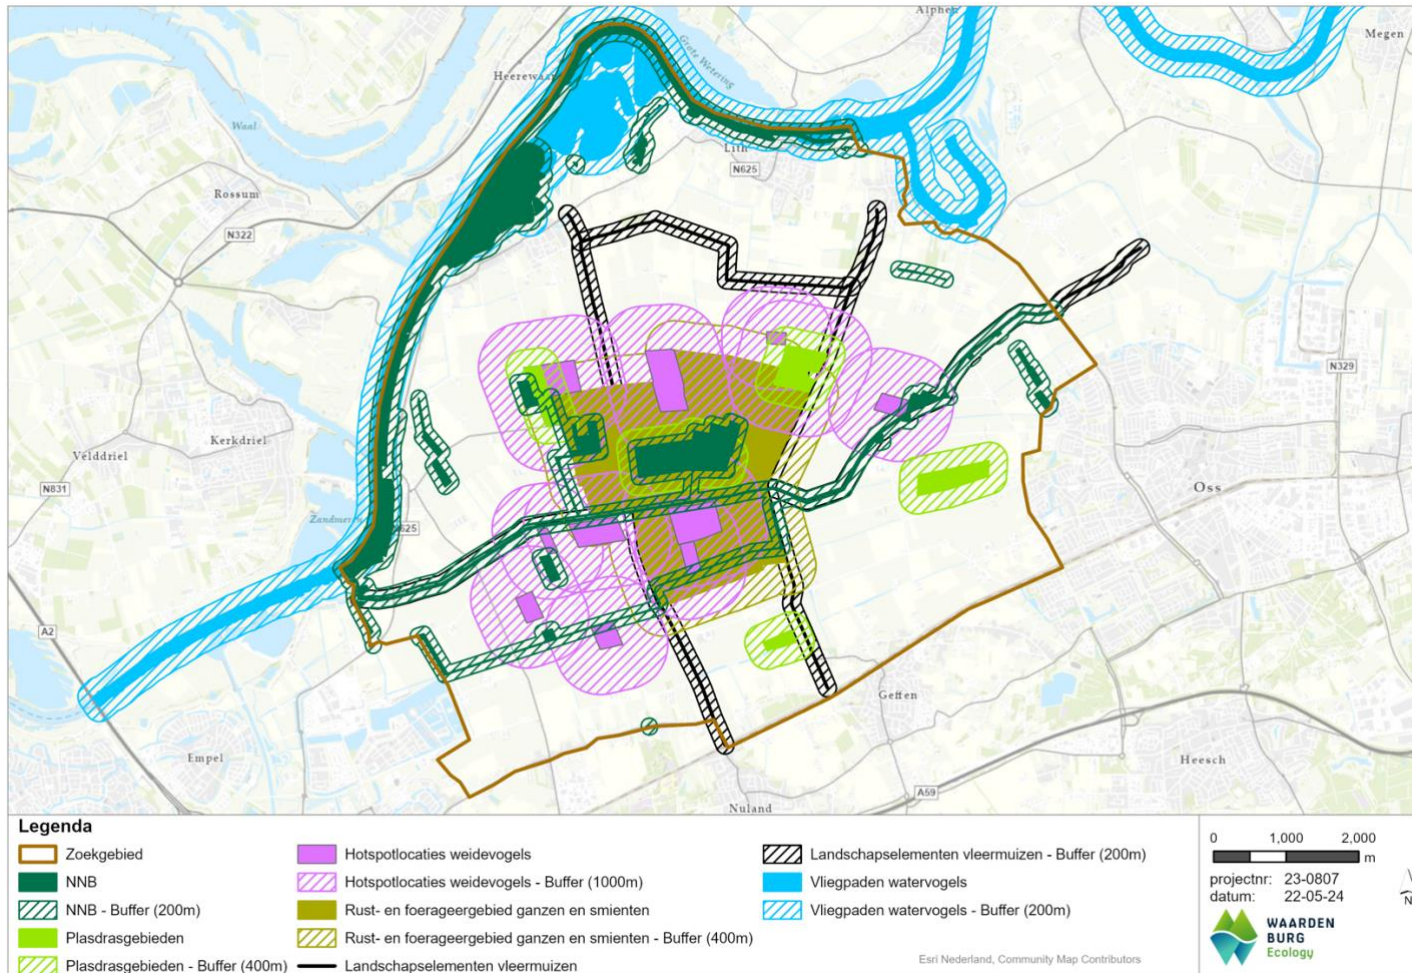 Alphen
Megen
Grote Wetering
Heerewaar
Waal
Lith
N625
Rossum
N322
N329
Kerkdriel
Velddriel
N831
Oss
Zandmeren
625
A2
Geffen
Empel
Heesch
A59
Nuland
Legenda
Zoekgebied
NNB
NNB - Buffer (200m)
Plasdrasgebieden
Plasdrasgebieden - Buffer (400m)
Hotspotlocaties weidevogels
Hotspotlocaties weidevogels - Buffer (1000m)
Rust- en foerageergebied ganzen en smienten
Rust- en foerageergebied ganzen en smienten - Buffer (400m)
Landschapselementen vleermuizen
Landschapselementen vleermuizen - Buffer (200m)
Vliegpaden watervogels
Vliegpaden watervogels - Buffer (200m)
Esri Nederland, Community Map Contributors
0 1,000 2,000
m
projectnr: 23-0807
datum: 22-05-24
N
WAARDEN
BURG
Ecology